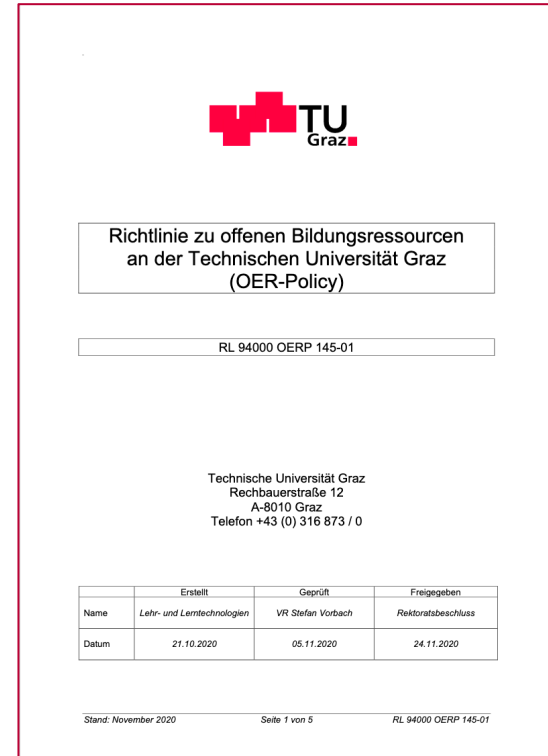 TU
Graz
Richtlinie zu offenen Bildungsressourcen
an der Technischen Universität Graz
(OER-Policy)
RL 94000 OERP 145-01
Technische Universität Graz
Rechbauerstraße 12
A-8010 Graz
Telefon +43 (0) 316 873 / 0
Erstellt Geprüft Freigegeben
Name Lehr- und Lerntechnologien VR Stefan Vorbach Rektoratsbeschluss
Datum 21.10.2020 05.11.2020 24.11.2020
Stand: November 2020 Seite 1 von 5 RL 94000 OERP 145-01